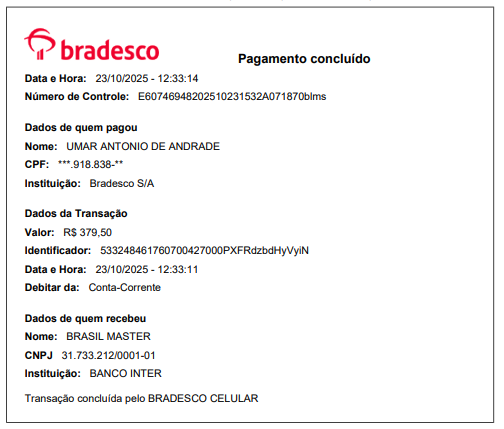 bradesco
Pagamento concluído
Data e Hora: 23/10/2025 - 12:33:14
Número de Controle: E60746948202510231532A071870blms
Dados de quem pagou
Nome: UMAR ANTONIO DE ANDRADE
CPF: ***.918.838-**
Instituição: Bradesco S/A
Dados da Transação
Valor: R$ 379,50
Identificador: 533248461760700427000PXFRdzbdHyVyiN
Data e Hora: 23/10/2025 - 12:33:11
Debitar da: Conta-Corrente
Dados de quem recebeu
Nome: BRASIL MASTER
CNPJ 31.733.212/0001-01
Instituição: BANCO INTER
Transação concluída pelo BRADESCO CELULAR